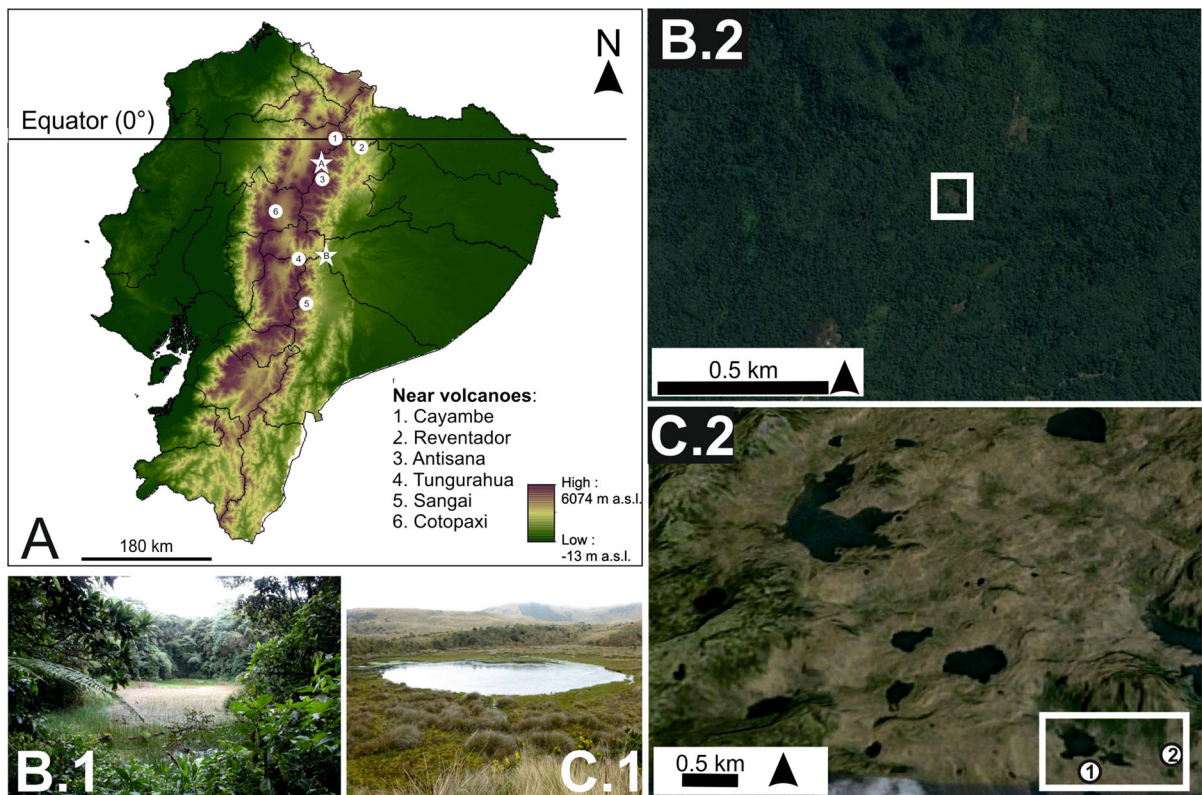 N
Equator (0°)
1
2
A
3
6
4
B
5
Near volcanoes:
1. Cayambe
2. Reventador
3. Antisana
4. Tungurahua
5. Sangai
6. Cotopaxi
High :
6074 m a.s.l.
Low :
-13 m a.s.l.
A
180 km
B.1
C.1
B.2
0.5 km
C.2
0.5 km
1
2